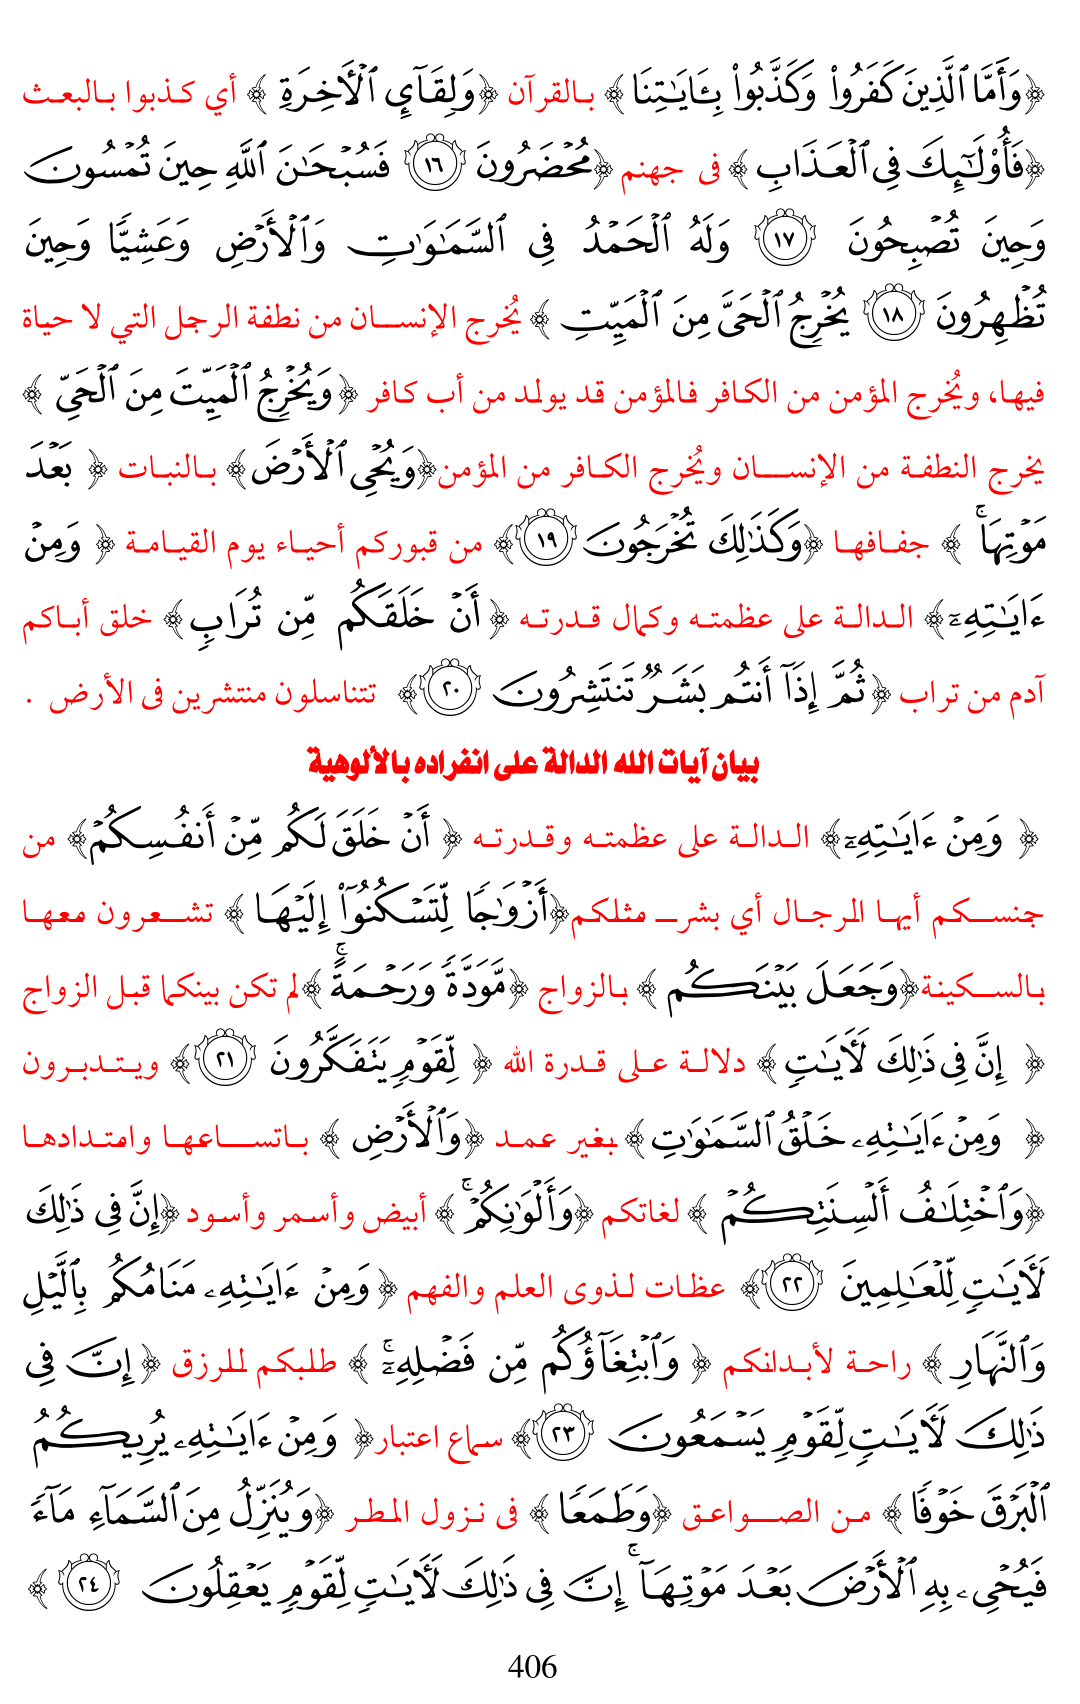 ﴿وَأَمَّا ٱلَّذِينَ كَفَرُواْ وَكَذَّبُواْ بِـَٔايَٰتِنَا﴾ بالقرآن ﴿وَلِقَآيِٕ ٱلْأَخِرَةِ ﴾ أي كذبوا بالبعث
﴿فَأُوْلَٰٓئِكَ فِى ٱلْعَذَابِ ﴾ فى جهنم ﴿مُحْضَرُونَ ١٦ فَسُبْحَٰنَ ٱللَّهِ حِينَ تُمْسُونَ
وَحِينَ تُصْبِحُونَ ١٧ وَلَهُ ٱلْحَمْدُ فِى ٱلسَّمَٰوَٰتِ وَٱلْأَرْضِ وَعَشِيًّا وَحِينَ
تُظْهِرُونَ ١٨ يُخْرِجُ ٱلْحَىَّ مِنَ ٱلْمَيِّتِ ﴾ يُخرج الإنسان من نطفة الرجل التي لا حياة
فيها، ويُخرج المؤمن من الكافر فالمؤمن قد يولد من أب كافر ﴿وَيُخْرِجُ ٱلْمَيِّتَ مِنَ ٱلْحَىِّ ﴾
يخرج النطفة من الإنسان ويُخرج الكافر من المؤمن﴿وَيُحْىِ ٱلْأَرْضَ﴾ بالنبات ﴿ بَعْدَ
مَوْتِهَا ۚ ﴾ جفافها ﴿وَكَذَٰلِكَ تُخْرَجُونَ ١٩﴾ من قبوركم أحياء يوم القيامة ﴿ وَمِنْ
ءَايَٰتِهِۦٓ﴾ الدالة على عظمته وكمال قدرته ﴿ أَنْ خَلَقَكُم مِّن تُرَابٍ﴾ خلق أباكم
آدم من تراب ﴿ثُمَّ إِذَآ أَنتُم بَشَرٌ تَنتَشِرُونَ ٢٠﴾ تتناسلون منتشرين فى الأرض .
بيان آيات الله الدالة على انفراده بالألوهية
﴿ وَمِنْ ءَايَٰتِهِۦٓ﴾ الدالة على عظمته وقدرته ﴿ أَنْ خَلَقَ لَكُم مِّنْ أَنفُسِكُمْ﴾ من
جنسكم أيها الرجال أي بشر مثلكم﴿أَزْوَٰجًا لِّتَسْكُنُوٓاْ إِلَيْهَا ﴾ تشعرون معها
بالسكينة﴿وَجَعَلَ بَيْنَكُم ﴾ بالزواج ﴿مَّوَدَّةً وَرَحْمَةً ۚ﴾لم تكن بينكما قبل الزواج
﴿ إِنَّ فِى ذَٰلِكَ لَأَيَٰتٍ ﴾ دلالة على قدرة الله ﴿ لِّقَوْمٍ يَتَفَكَّرُونَ ٢١﴾ ويتدبرون
﴿ وَمِنْ ءَايَٰتِهِۦ خَلْقُ ٱلسَّمَٰوَٰتِ﴾ بغير عمد ﴿وَٱلْأَرْضِ ﴾ باتساعها وامتدادها
﴿وَٱخْتِلَٰفُ أَلْسِنَتِكُمْ ﴾ لغاتكم ﴿وَأَلْوَٰنِكُمْ ۚ﴾ أبيض وأسمر وأسود ﴿إِنَّ فِى ذَٰلِكَ
لَأَيَٰتٍ لِّلْعَٰلِمِينَ ٢٢﴾ عظات لذوى العلم والفهم ﴿ وَمِنْ ءَايَٰتِهِۦ مَنَامُكُم بِٱلَّيْلِ
وَٱلنَّهَارِ ﴾ راحة لأبدانكم ﴿ وَٱبْتِغَآؤُكُم مِّن فَضْلِهِۦٓ ۚ ﴾ طلبكم للرزق ﴿ إِنَّ فِى
ذَٰلِكَ لَأَيَٰتٍ لِّقَوْمٍ يَسْمَعُونَ ٢٣﴾ سماع اعتبار﴿ وَمِنْ ءَايَٰتِهِۦ يُرِيكُمُ
ٱلْبَرْقَ خَوْفًا ﴾ من الصواعق ﴿وَطَمَعًا ﴾ فى نزول المطر ﴿وَيُنَزِّلُ مِنَ ٱلسَّمَآءِ مَآءً
فَيُحْىِۦ بِهِ ٱلْأَرْضَ بَعْدَ مَوْتِهَآ ۚ إِنَّ فِى ذَٰلِكَ لَأَيَٰتٍ لِّقَوْمٍ يَعْقِلُونَ ٢٤ ﴾
406